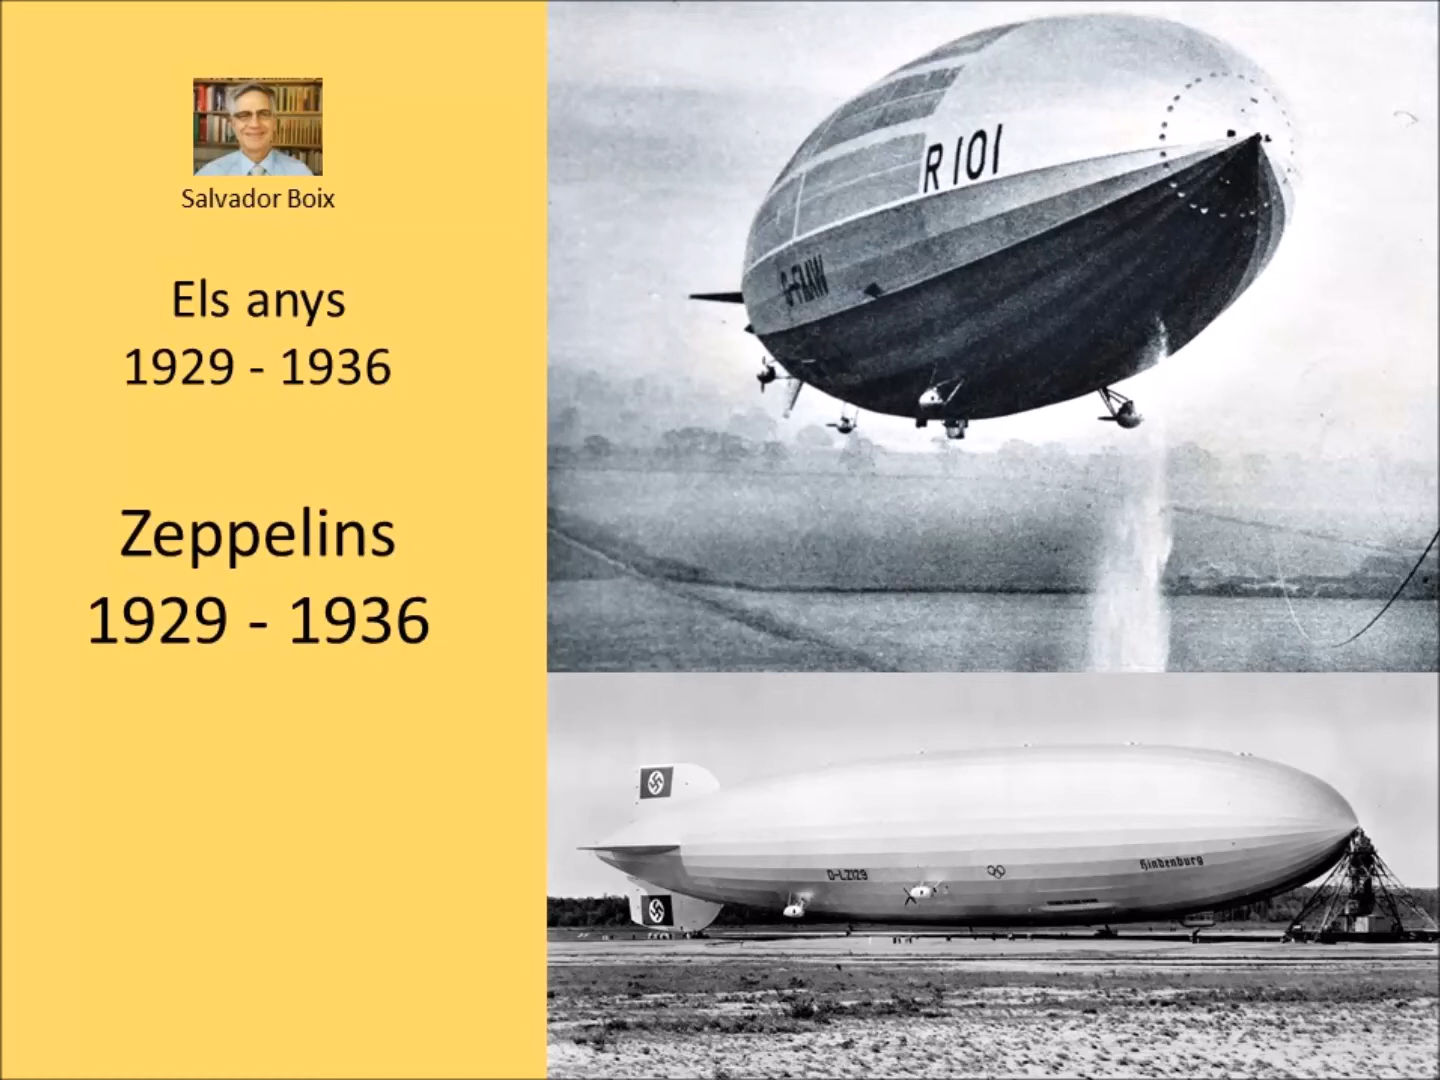 Salvador Boix
Els anys
1929 - 1936
Zeppelins
1929 - 1936
R101
G-FAAW
D-LZ129
Hindenburg